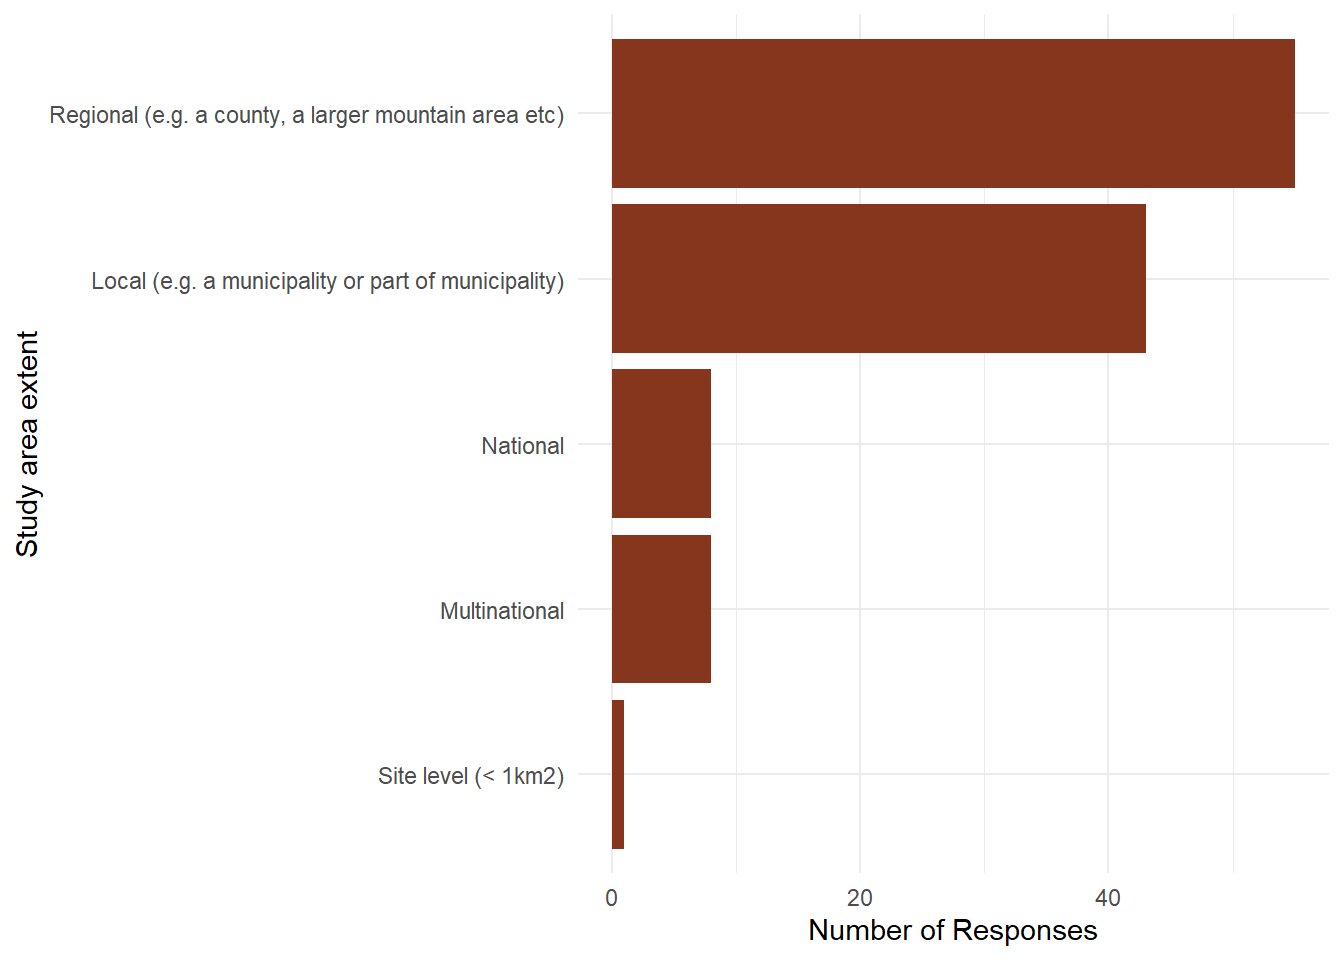 Regional (e.g. a county, a larger mountain area etc)
Local (e.g. a municipality or part of municipality)
National
Multinational
Site level (< 1km2)
Study area extent
0 20 40
Number of Responses